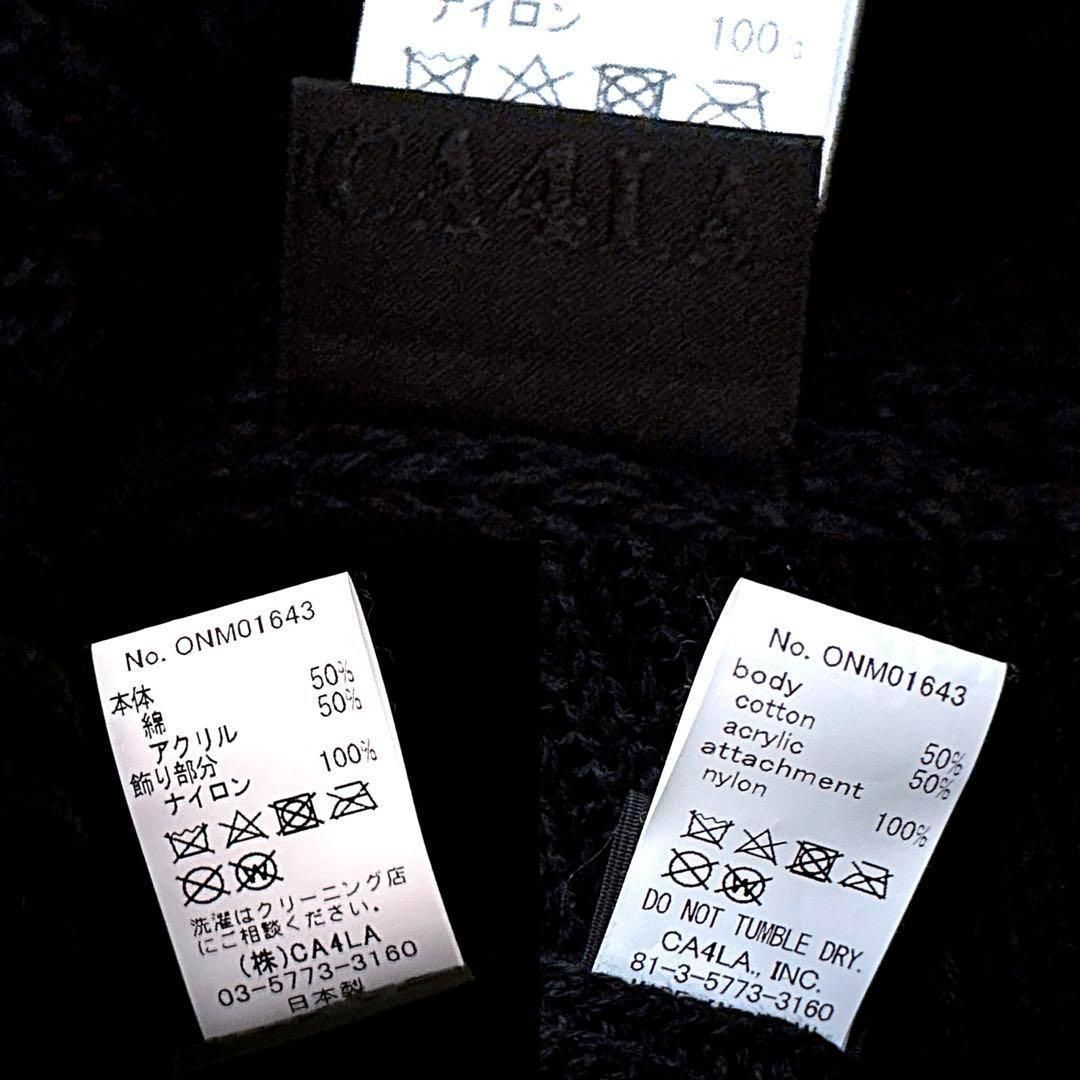 ナイロン 100%
CA4LA
No. ONM01643
本体
綿 50%
アクリル 50%
飾り部分
ナイロン 100%
洗濯はクリーニング店
にご相談ください。
(株)CA4LA
03-5773-3160
日本製
No. ONM01643
body
cotton 50%
acrylic 50%
attachment
nylon 100%
DO NOT TUMBLE DRY.
CA4LA., INC.
81-3-5773-3160